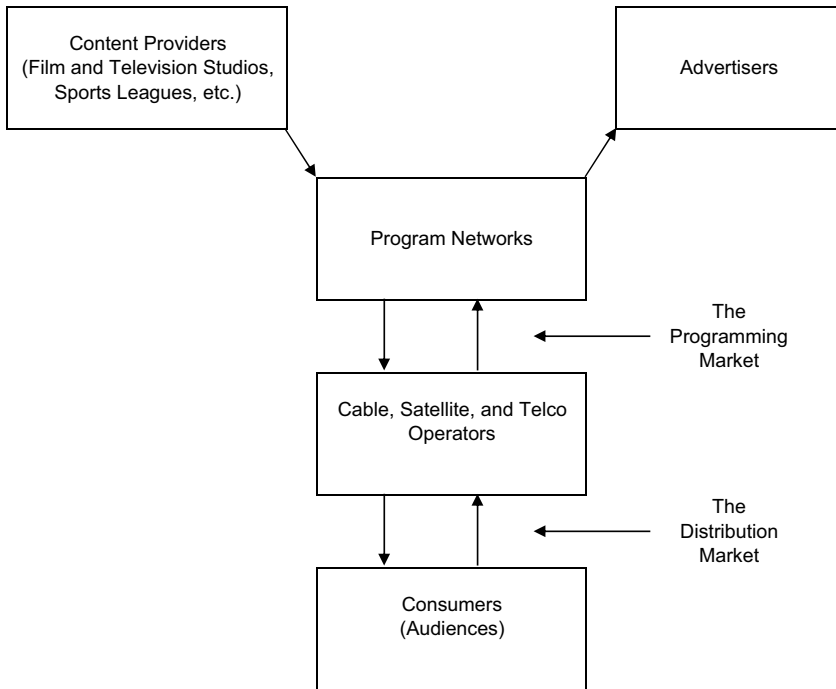 Content Providers
(Film and Television Studios,
Sports Leagues, etc.)
Advertisers
Program Networks
The
Programming
Market
Cable, Satellite, and Telco
Operators
The
Distribution
Market
Consumers
(Audiences)